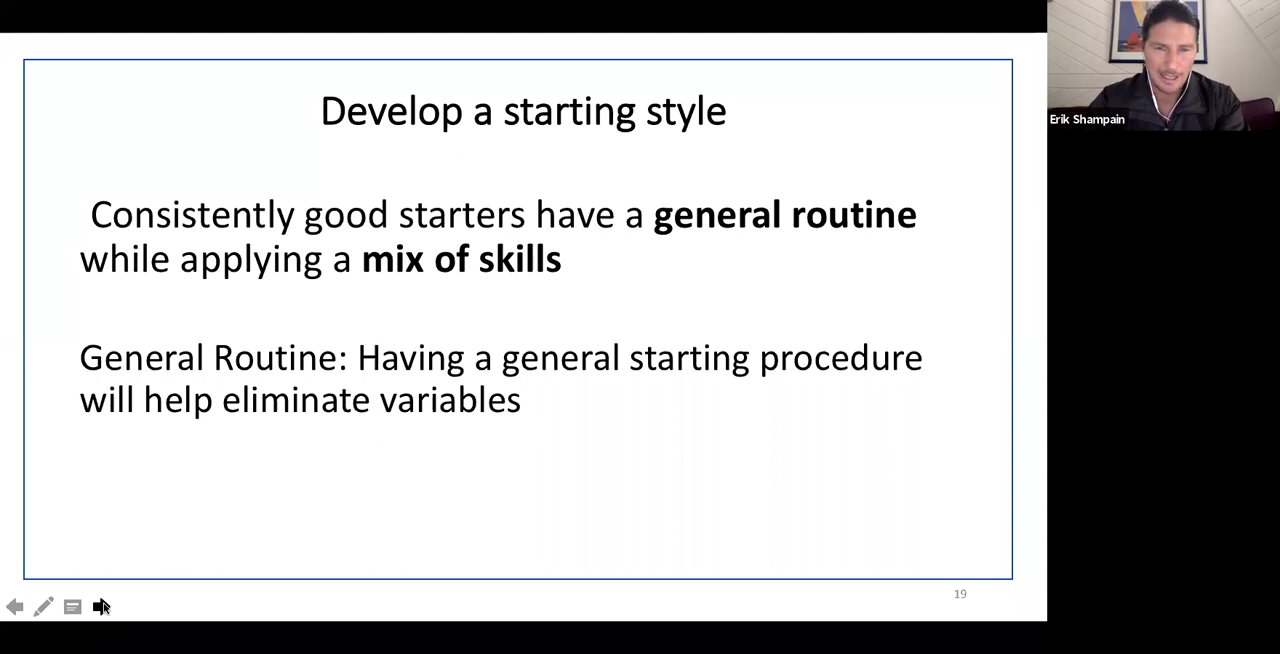 Develop a starting style
Consistently good starters have a general routine
while applying a mix of skills
General Routine: Having a general starting procedure
will help eliminate variables
19
Erik Shampain